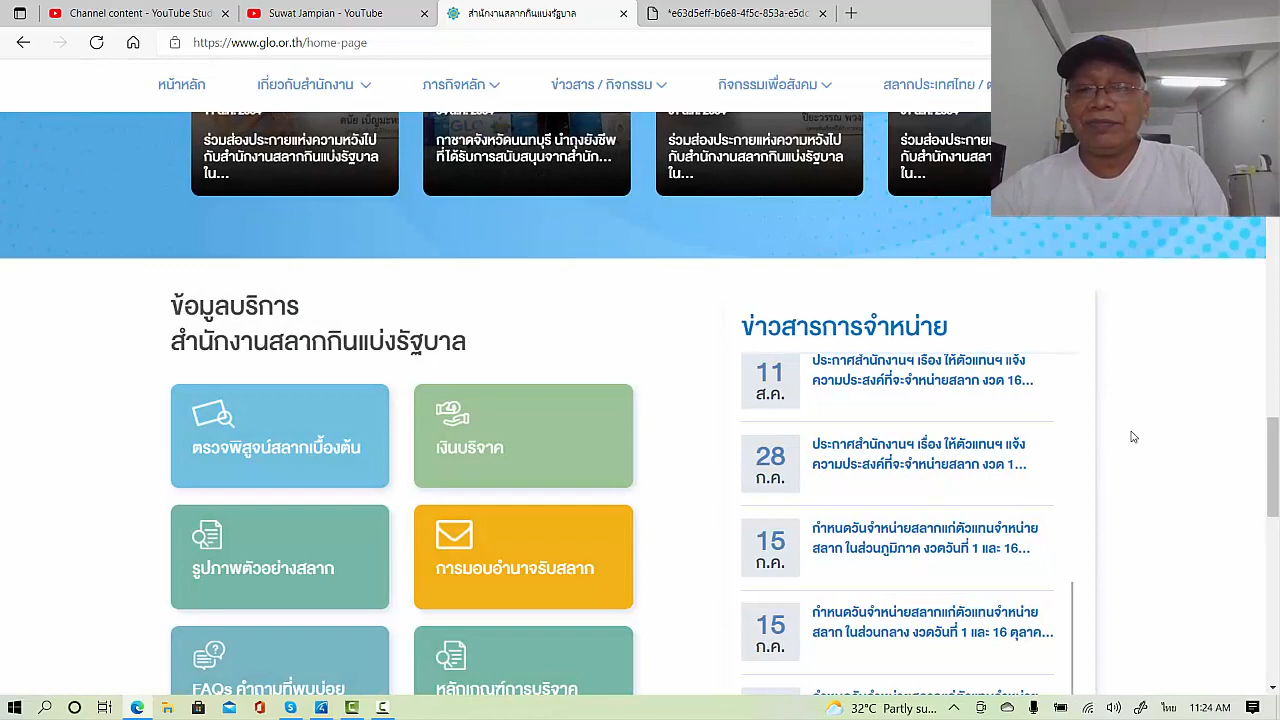 Channel content - YouTube Stud
Suwat Jampian - YouTube
สำนักงานสลากกินแบ่งรัฐบาล
*e63d5eff-b6e8-4f5c-853a-e5dc
https://www.glo.or.th/home-page
หน้าหลัก
เกี่ยวกับสำนักงาน
ภารกิจหลัก
ข่าวสาร / กิจกรรม
กิจกรรมเพื่อสังคม
สลากประเทศไทย /
ร่วมส่องประกายแห่งความหวังไป
กับสำนักงานสลากกินแบ่งรัฐบาล
ใน...
กาชาดจังหวัดนนทบุรี นำถุงยังชีพ
ที่ได้รับการสนับสนุนจากสำนัก...
ร่วมส่องประกายแห่งความหวังไป
กับสำนักงานสลากกินแบ่งรัฐบาล
ใน...
ร่วมส่องประกาย
กับสำนักงานสลาก
ใน...
ข้อมูลบริการ
สำนักงานสลากกินแบ่งรัฐบาล
ตรวจพิสูจน์สลากเบื้องต้น
เงินบริจาค
รูปภาพตัวอย่างสลาก
การมอบอำนาจรับสลาก
FAQs คำถามที่พบบ่อย
หลักเกณฑ์การบริจาค
ข่าวสารการจำหน่าย
11
ส.ค.
ประกาศสำนักงานฯ เรื่อง ให้ตัวแทนฯ แจ้ง
ความประสงค์ที่จะจำหน่ายสลาก งวด 16...
28
ก.ค.
ประกาศสำนักงานฯ เรื่อง ให้ตัวแทนฯ แจ้ง
ความประสงค์ที่จะจำหน่ายสลาก งวด 1...
15
ก.ค.
กำหนดวันจำหน่ายสลากแก่ตัวแทนจำหน่าย
สลาก ในส่วนภูมิภาค งวดวันที่ 1 และ 16...
15
ก.ค.
กำหนดวันจำหน่ายสลากแก่ตัวแทนจำหน่าย
สลาก ในส่วนกลาง งวดวันที่ 1 และ 16 ตุลาค...
32°C Partly su...
ไทย
11:24 AM